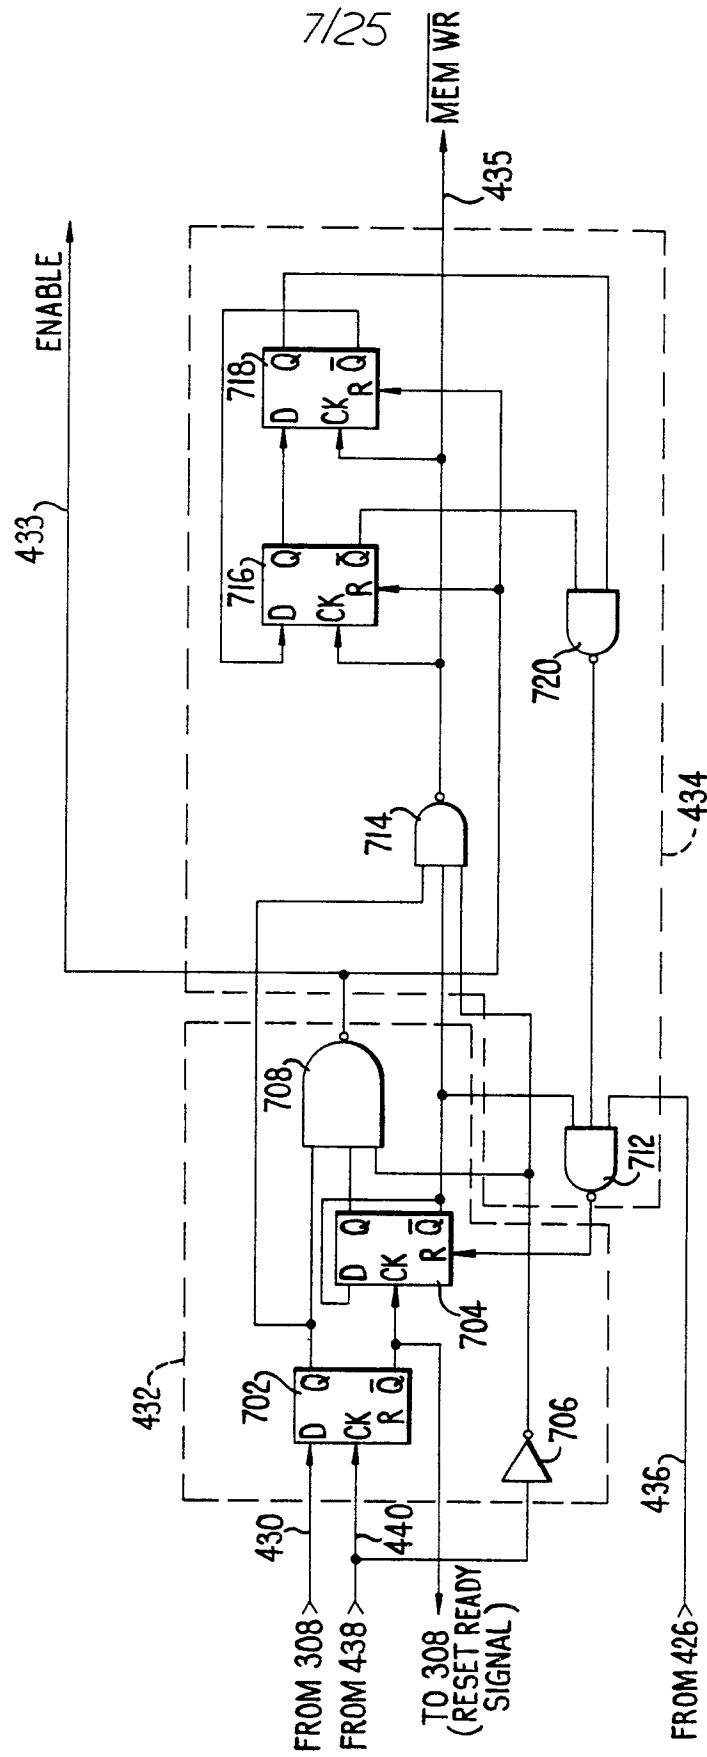 7/25
433
ENABLE
MEM WR
435
718
D
Q
CK
Q
R
716
D
Q
CK
Q
R
714
720
434
708
712
432
702
D
Q
CK
Q
R
D
Q
CK
Q
R
704
706
430
440
436
FROM 308
FROM 438
TO 308
(RESET READY
SIGNAL)
FROM 426